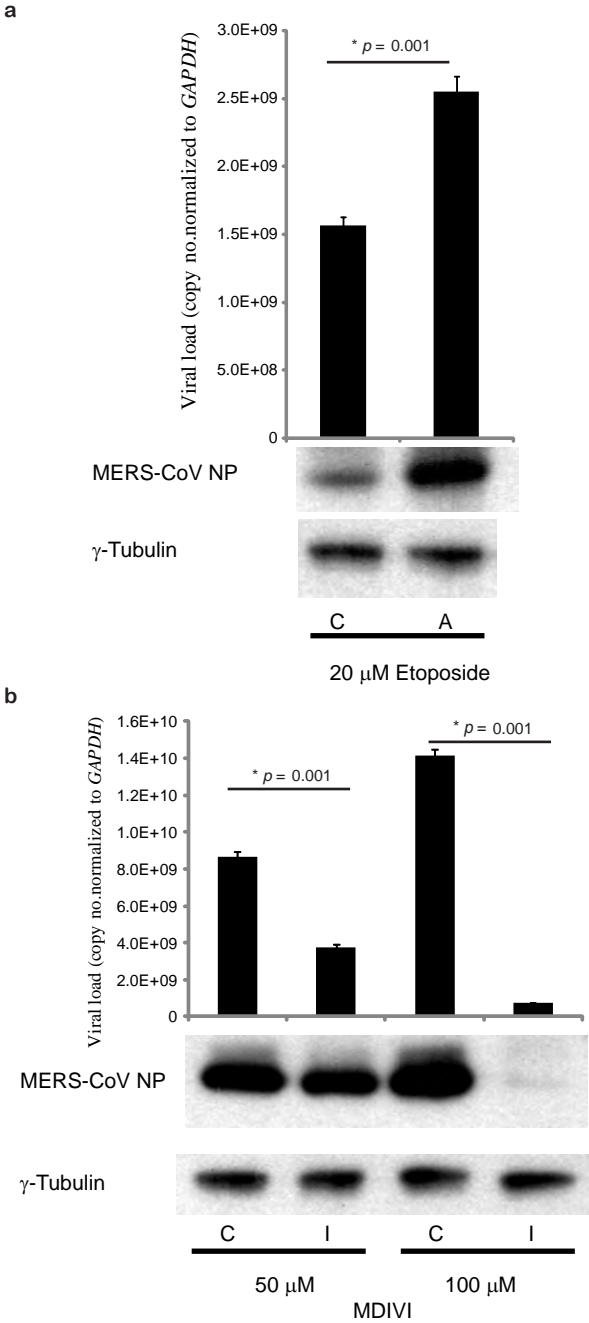 a
Viral load (copy no.normalized to GAPDH)
3.0E+09
2.5E+09
2.0E+09
1.5E+09
1.0E+09
5.0E+08
0
* p = 0.001
MERS-CoV NP
γ-Tubulin
C A
20 μM Etoposide
b
Viral load (copy no.normalized to GAPDH)
1.6E+10
1.4E+10
1.2E+10
1.0E+10
8.0E+09
6.0E+09
4.0E+09
2.0E+09
0
* p = 0.001
* p = 0.001
MERS-CoV NP
γ-Tubulin
C I C I
50 μM 100 μM
MDIVI